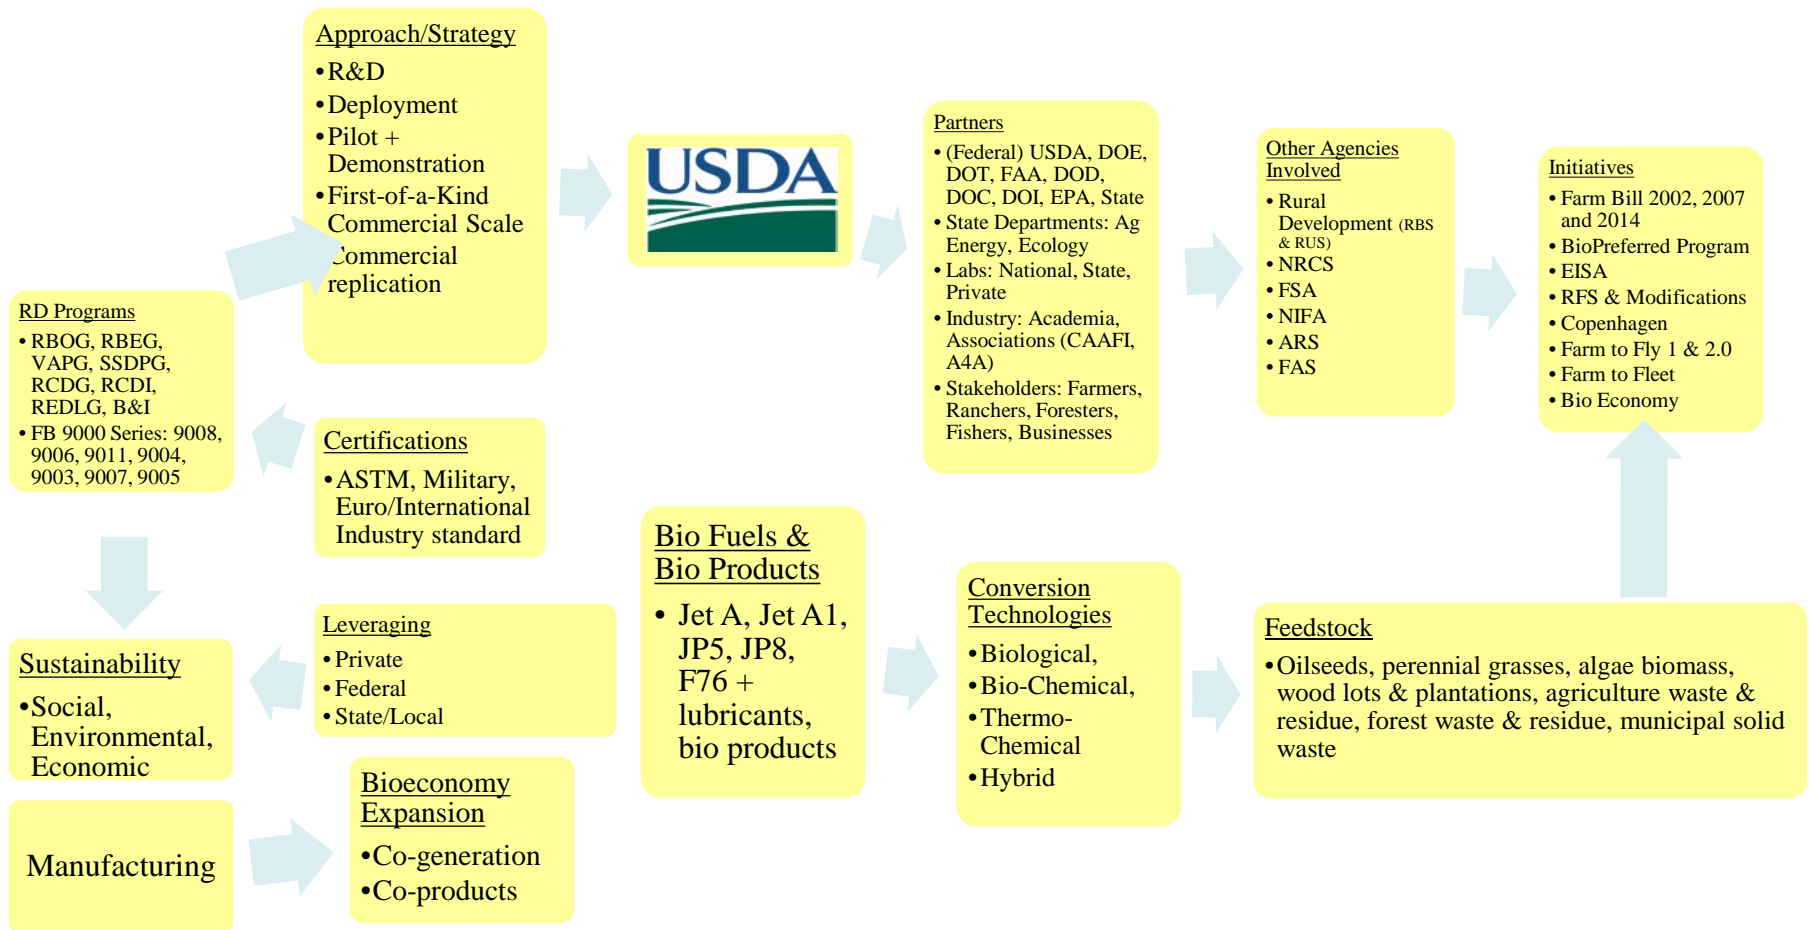 Approach/Strategy
•R&D
•Deployment
•Pilot +
Demonstration
•First-of-a-Kind
Commercial Scale
Commercial
replication
USDA
Partners
• (Federal) USDA, DOE,
DOT, FAA, DOD,
DOC, DOI, EPA, State
• State Departments: Ag
Energy, Ecology
• Labs: National, State,
Private
• Industry: Academia,
Associations (CAAFI,
A4A)
• Stakeholders: Farmers,
Ranchers, Foresters,
Fishers, Businesses
Other Agencies
Involved
• Rural
Development (RBS
& RUS)
• NRCS
• FSA
• NIFA
• ARS
• FAS
Initiatives
• Farm Bill 2002, 2007
and 2014
• BioPreferred Program
• EISA
• RFS & Modifications
• Copenhagen
• Farm to Fly 1 & 2.0
• Farm to Fleet
• Bio Economy
RD Programs
• RBOG, RBEG,
VAPG, SSDPG,
RCDG, RCDI,
REDLG, B&I
• FB 9000 Series: 9008,
9006, 9011, 9004,
9003, 9007, 9005
Certifications
•ASTM, Military,
Euro/International
Industry standard
Bio Fuels &
Bio Products
• Jet A, Jet A1,
JP5, JP8,
F76 +
lubricants,
bio products
Conversion
Technologies
•Biological,
•Bio-Chemical,
•Thermo-
Chemical
•Hybrid
Feedstock
•Oilseeds, perennial grasses, algae biomass,
wood lots & plantations, agriculture waste &
residue, forest waste & residue, municipal solid
waste
Leveraging
• Private
• Federal
• State/Local
Sustainability
•Social,
Environmental,
Economic
Bioeconomy
Expansion
•Co-generation
•Co-products
Manufacturing